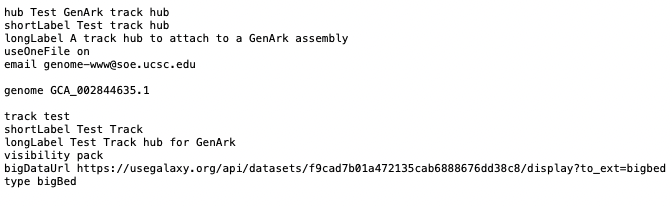 hub Test GenArk track hub
shortLabel Test track hub
longLabel A track hub to attach to a GenArk assembly
useOneFile on
email genome-www@soe.ucsc.edu
genome GCA_002844635.1
track test
shortLabel Test Track
longLabel Test Track hub for GenArk
visibility pack
bigDataUrl https://usegalaxy.org/api/datasets/f9cad7b01a472135cab6888676dd38c8/display?to_ext=bigbed
type bigBed